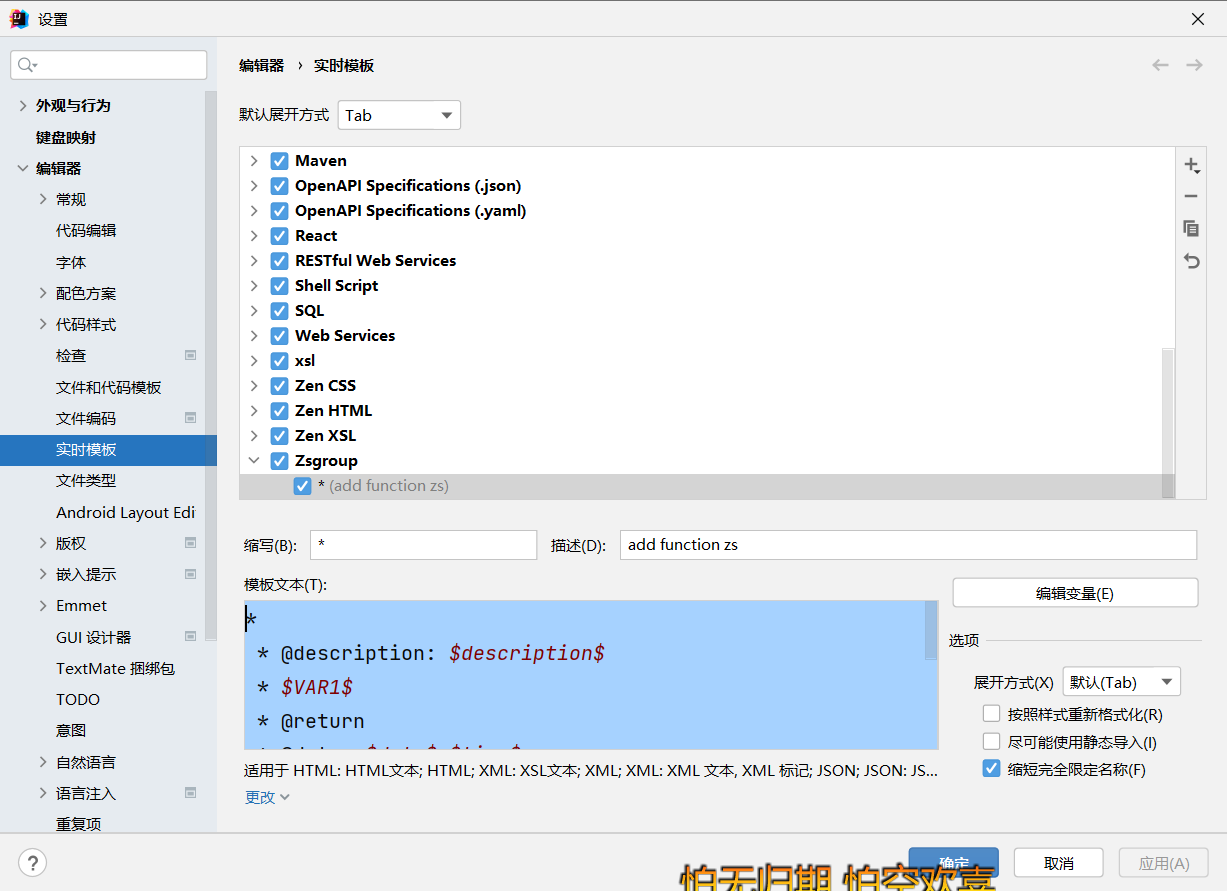 设置
编辑器 › 实时模板
外观与行为
键盘映射
编辑器
常规
代码编辑
字体
配色方案
代码样式
检查
文件和代码模板
文件编码
实时模板
文件类型
Android Layout Edi
版权
嵌入提示
Emmet
GUI 设计器
TextMate 捆绑包
TODO
意图
自然语言
语言注入
重复项
默认展开方式 Tab
Maven
OpenAPI Specifications (.json)
OpenAPI Specifications (.yaml)
React
RESTful Web Services
Shell Script
SQL
Web Services
xsl
Zen CSS
Zen HTML
Zen XSL
Zsgroup
* (add function zs)
缩写(B): * 描述(D): add function zs
模板文本(T):
*
* @description: $description$
* $VAR1$
* @return
适用于 HTML: HTML文本; HTML; XML: XSL文本; XML; XML: XML 文本, XML 标记; JSON; JSON: JS...
更改
编辑变量(E)
选项
展开方式(X) 默认(Tab)
按照样式重新格式化(R)
尽可能使用静态导入(I)
缩短完全限定名称(F)
? 确定 取消 应用(A)
怕无归期 怕空欢喜